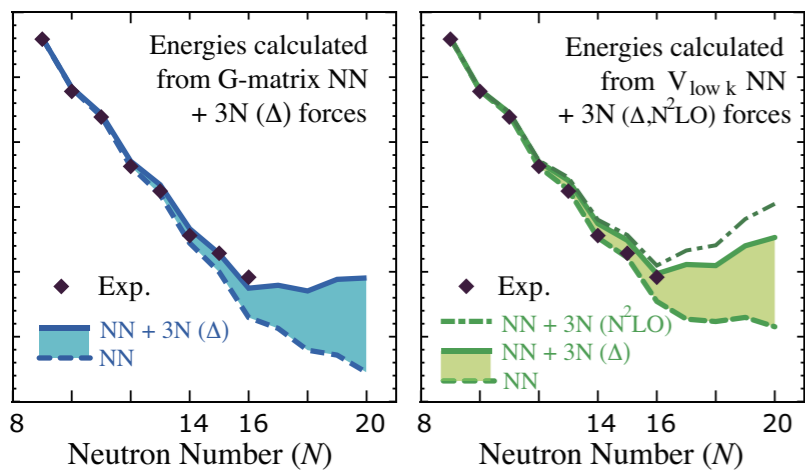 Energies calculated
from G-matrix NN
+ 3N (Δ) forces
Exp.
NN + 3N (Δ)
NN
8 14 16 20
Neutron Number (N)
Energies calculated
from V low k NN
+ 3N (Δ,N²LO) forces
Exp.
NN + 3N (N²LO)
NN + 3N (Δ)
NN
8 14 16 20
Neutron Number (N)